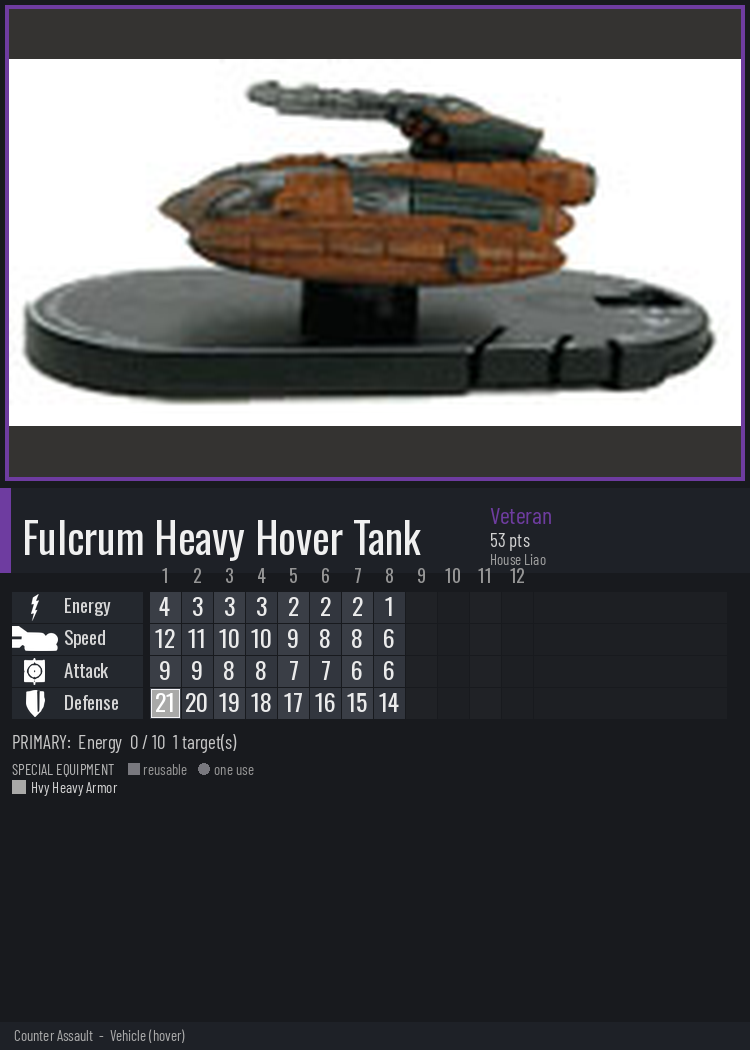 Fulcrum Heavy Hover Tank
Veteran
53 pts
House Liao
1 2 3 4 5 6 7 8 9 10 11 12
Energy 4 3 3 3 2 2 2 1
Speed 12 11 10 10 9 8 8 6
Attack 9 9 8 8 7 7 6 6
Defense 21 20 19 18 17 16 15 14
PRIMARY: Energy 0 / 10 1 target(s)
SPECIAL EQUIPMENT reusable one use
Hvy Heavy Armor
Counter Assault - Vehicle (hover)